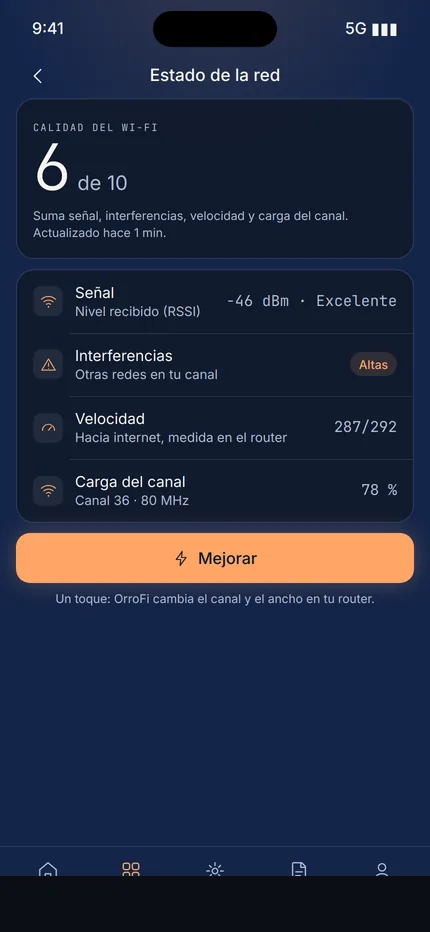 9:41
5G
Estado de la red
CALIDAD DEL WI-FI
6 de 10
Suma señal, interferencias, velocidad y carga del canal.
Actualizado hace 1 min.
Señal
Nivel recibido (RSSI)
-46 dBm · Excelente
Interferencias
Otras redes en tu canal
Altas
Velocidad
Hacia internet, medida en el router
287/292
Carga del canal
Canal 36 · 80 MHz
78 %
Mejorar
Un toque: OrroFi cambia el canal y el ancho en tu router.